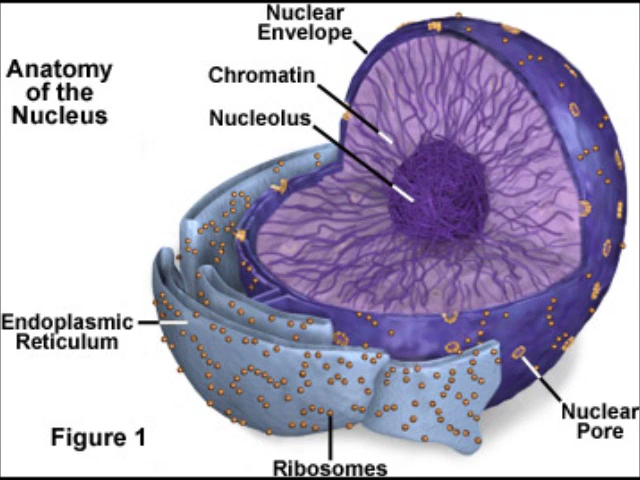 Nuclear
Envelope
Anatomy
of the
Nucleus
Chromatin
Nucleolus
Endoplasmic
Reticulum
Nuclear
Pore
Figure 1
Ribosomes